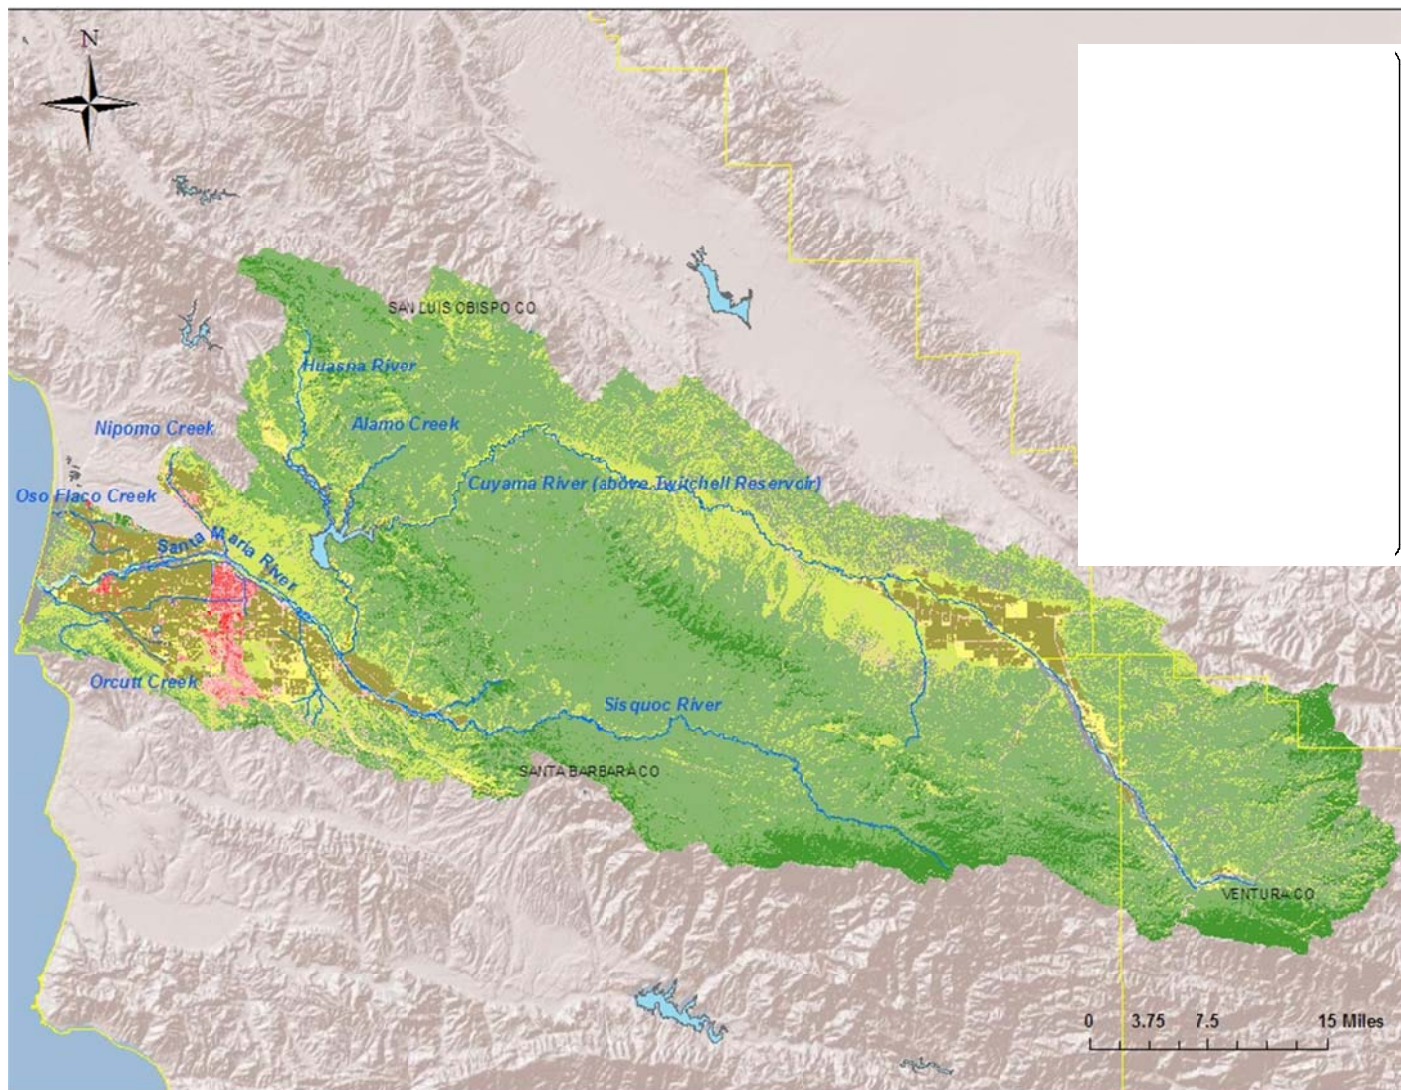 N
SAN LUIS OBISPO CO
Huasna River
Alamo Creek
Nipomo Creek
Cuyama River (above Twitchell Reservoir)
Oso Flaco Creek
Santa Maria River
Orcutt Creek
Sisquoc River
SANTA BARBARA CO
VENTURA CO
0 3.75 7.5 15 Miles